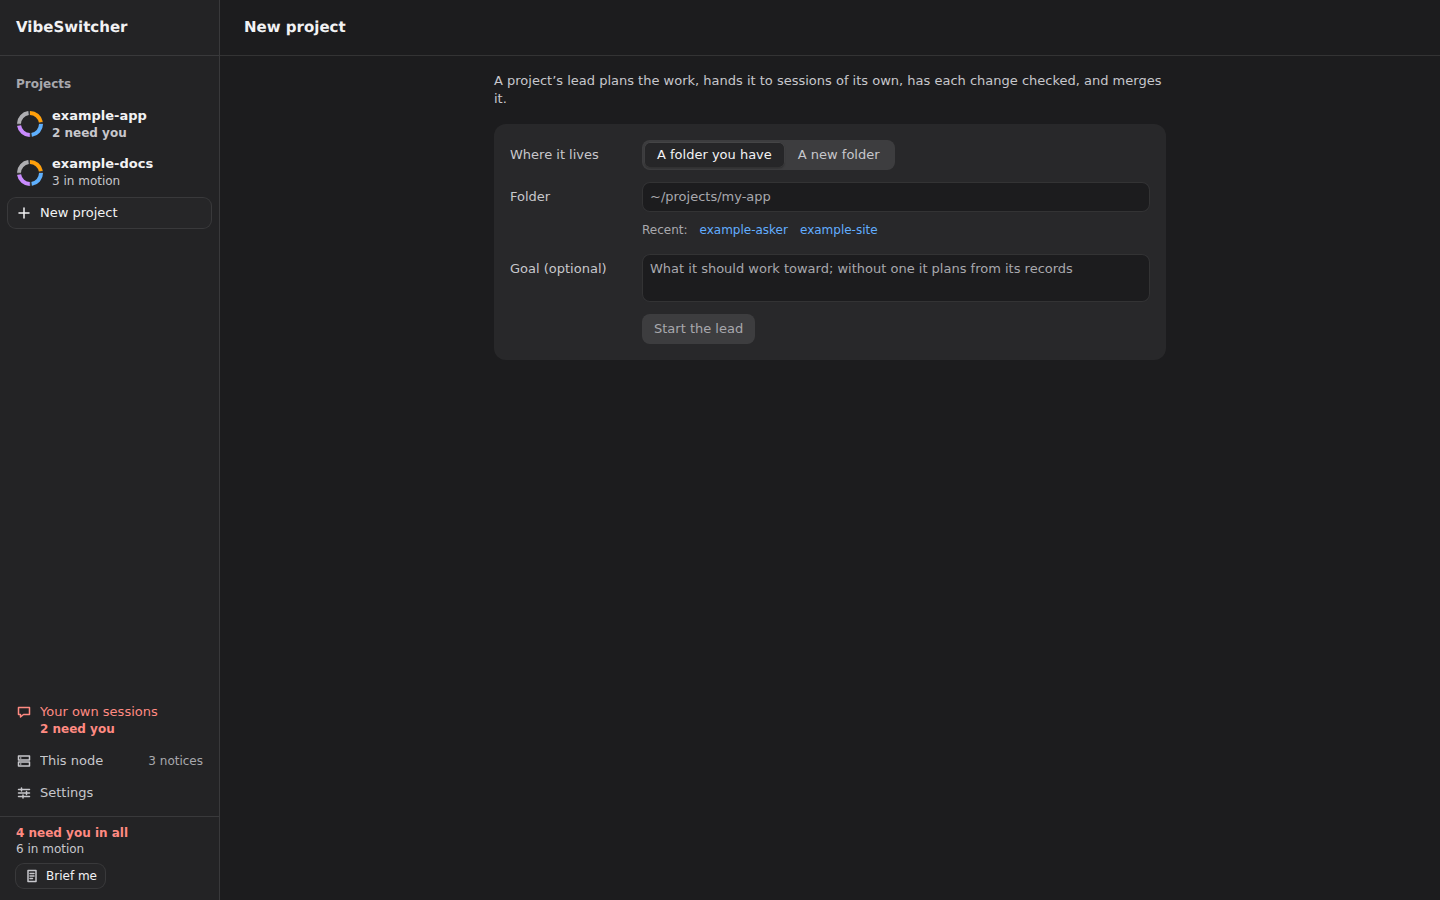 VibeSwitcher
New project
Projects
example-app
2 need you
example-docs
3 in motion
New project
A project’s lead plans the work, hands it to sessions of its own, has each change checked, and merges
it.
Where it lives
A folder you have
A new folder
Folder
~/projects/my-app
Recent: example-asker example-site
Goal (optional)
What it should work toward; without one it plans from its records
Start the lead
Your own sessions
2 need you
This node
3 notices
Settings
4 need you in all
6 in motion
Brief me